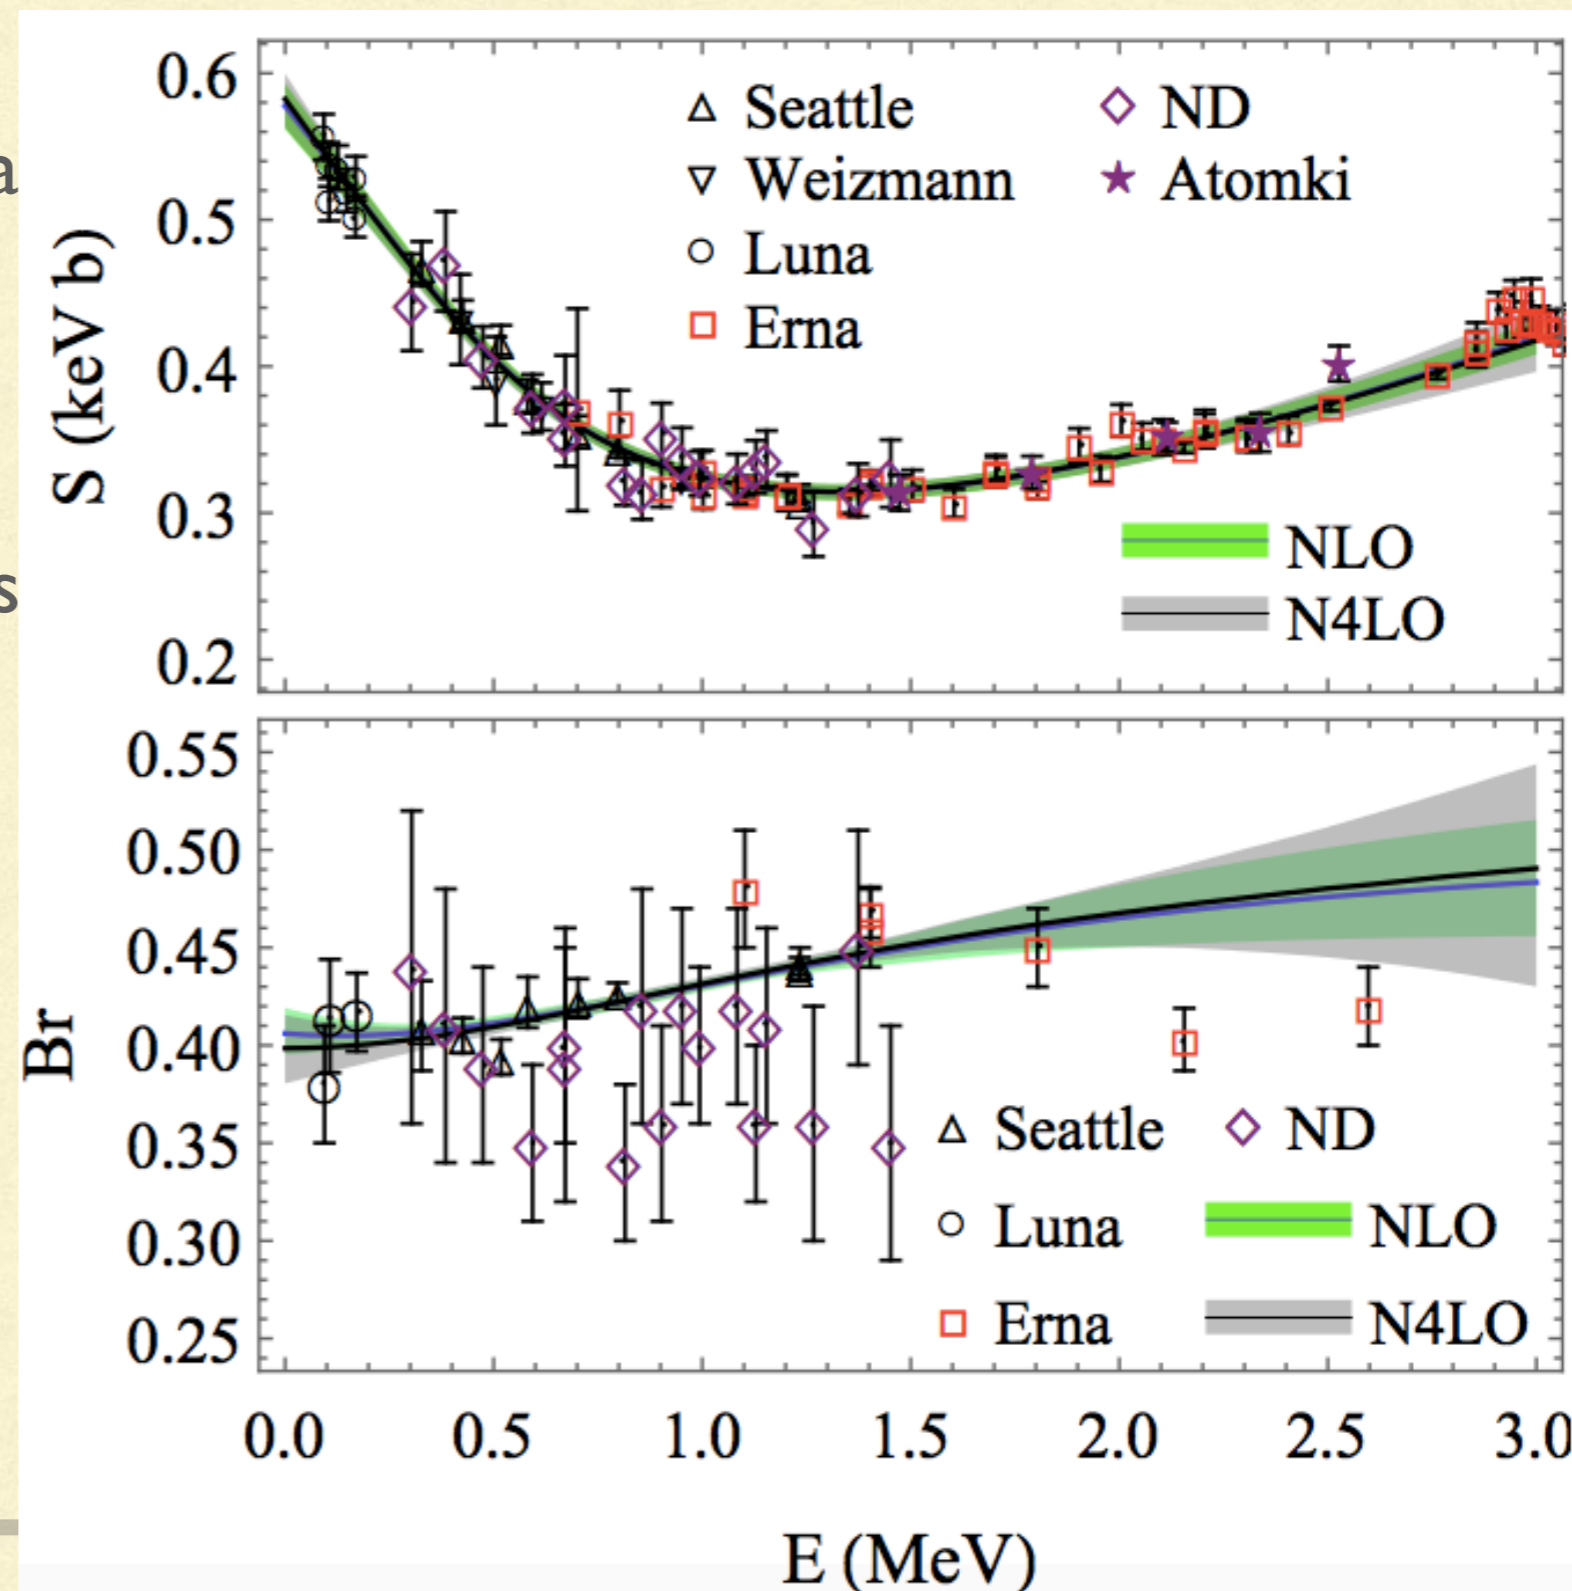 a
s
S (keV b)
0.6
0.5
0.4
0.3
0.2
Seattle
Weizmann
Luna
Erna
ND
Atomki
NLO
N4LO
Br
0.55
0.50
0.45
0.40
0.35
0.30
0.25
Seattle
Luna
Erna
ND
NLO
N4LO
0.0 0.5 1.0 1.5 2.0 2.5 3.0
E (MeV)